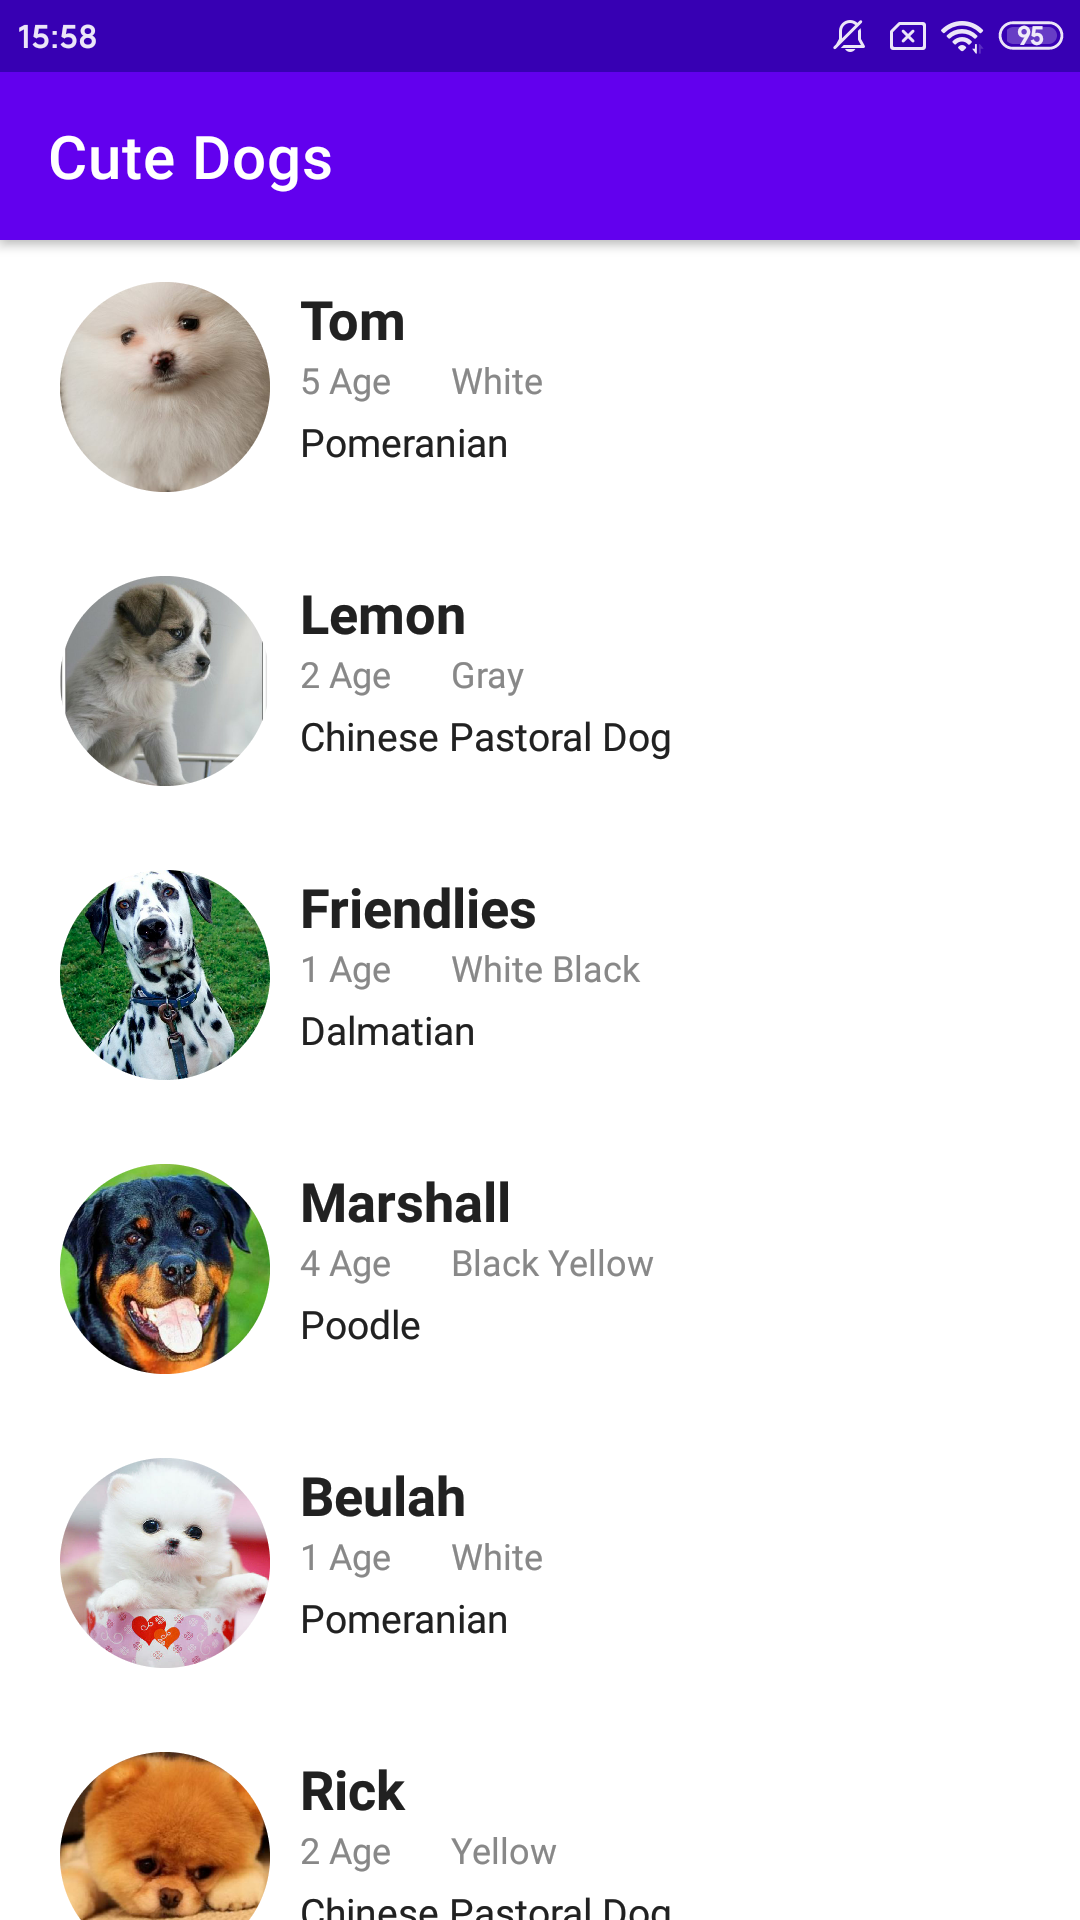 15:58
95
Cute Dogs
Tom
5 Age White
Pomeranian
Lemon
2 Age Gray
Chinese Pastoral Dog
Friendlies
1 Age White Black
Dalmatian
Marshall
4 Age Black Yellow
Poodle
Beulah
1 Age White
Pomeranian
Rick
2 Age Yellow
Chinese Pastoral Dog